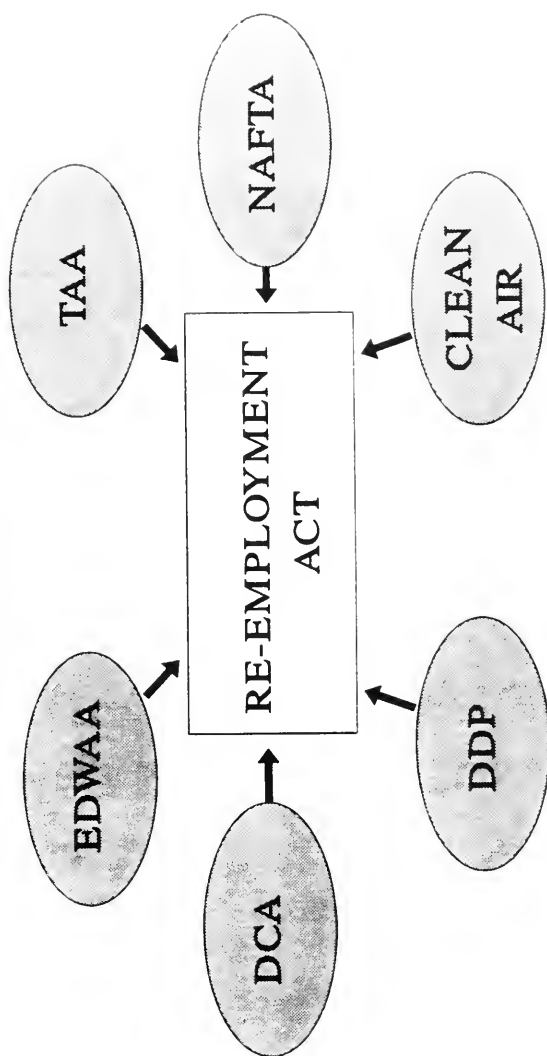 EDWAA
TAA
DCA
RE-EMPLOYMENT
ACT
NAFTA
DDP
CLEAN
AIR